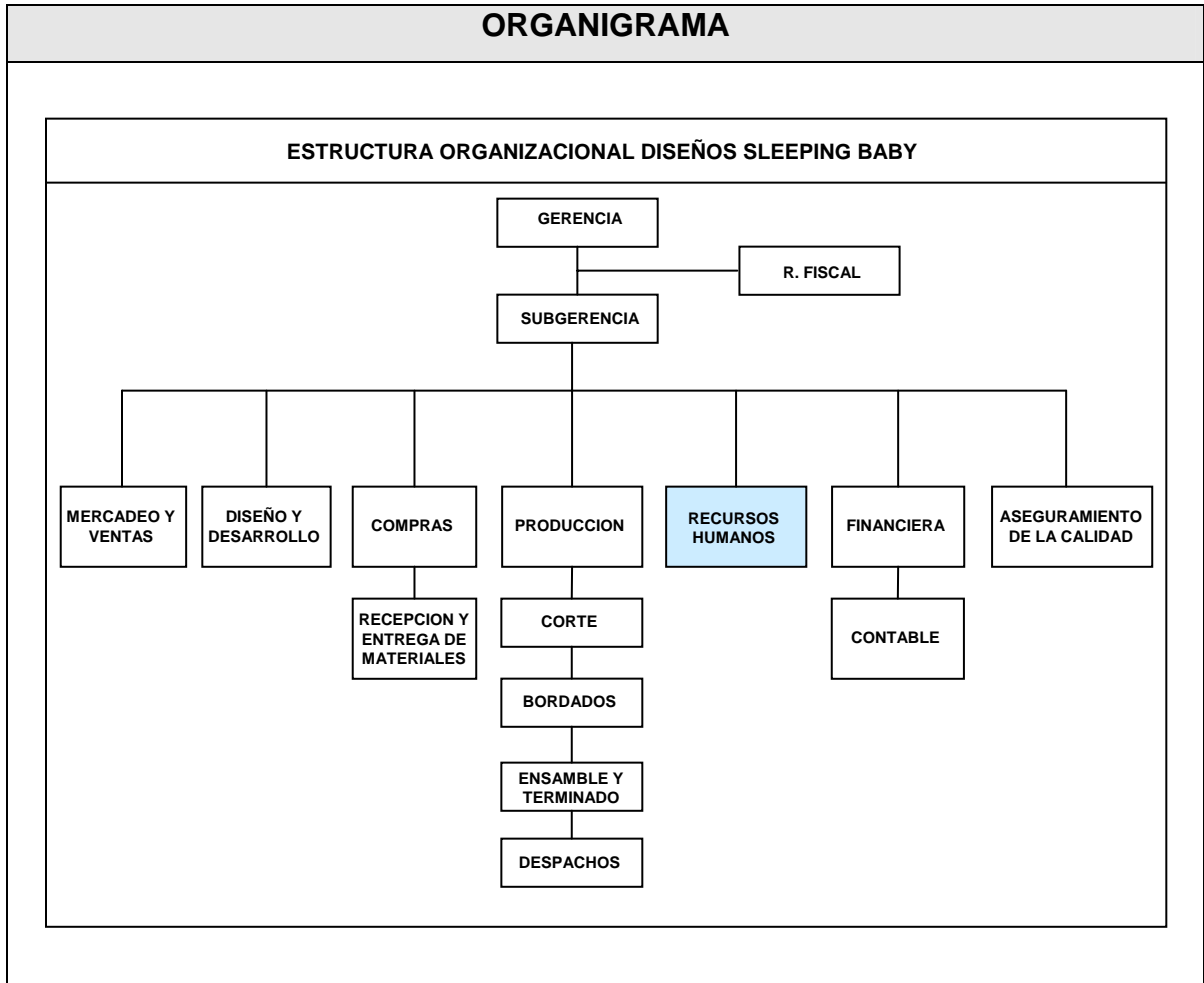 ORGANIGRAMA
ESTRUCTURA ORGANIZACIONAL DISEÑOS SLEEPING BABY
GERENCIA
R. FISCAL
SUBGERENCIA
MERCADEO Y
VENTAS
DISEÑO Y
DESARROLLO
COMPRAS
PRODUCCION
RECURSOS
HUMANOS
FINANCIERA
ASEGURAMIENTO
DE LA CALIDAD
RECEPCION Y
ENTREGA DE
MATERIALES
CORTE
CONTABLE
BORDADOS
ENSAMBLE Y
TERMINADO
DESPACHOS